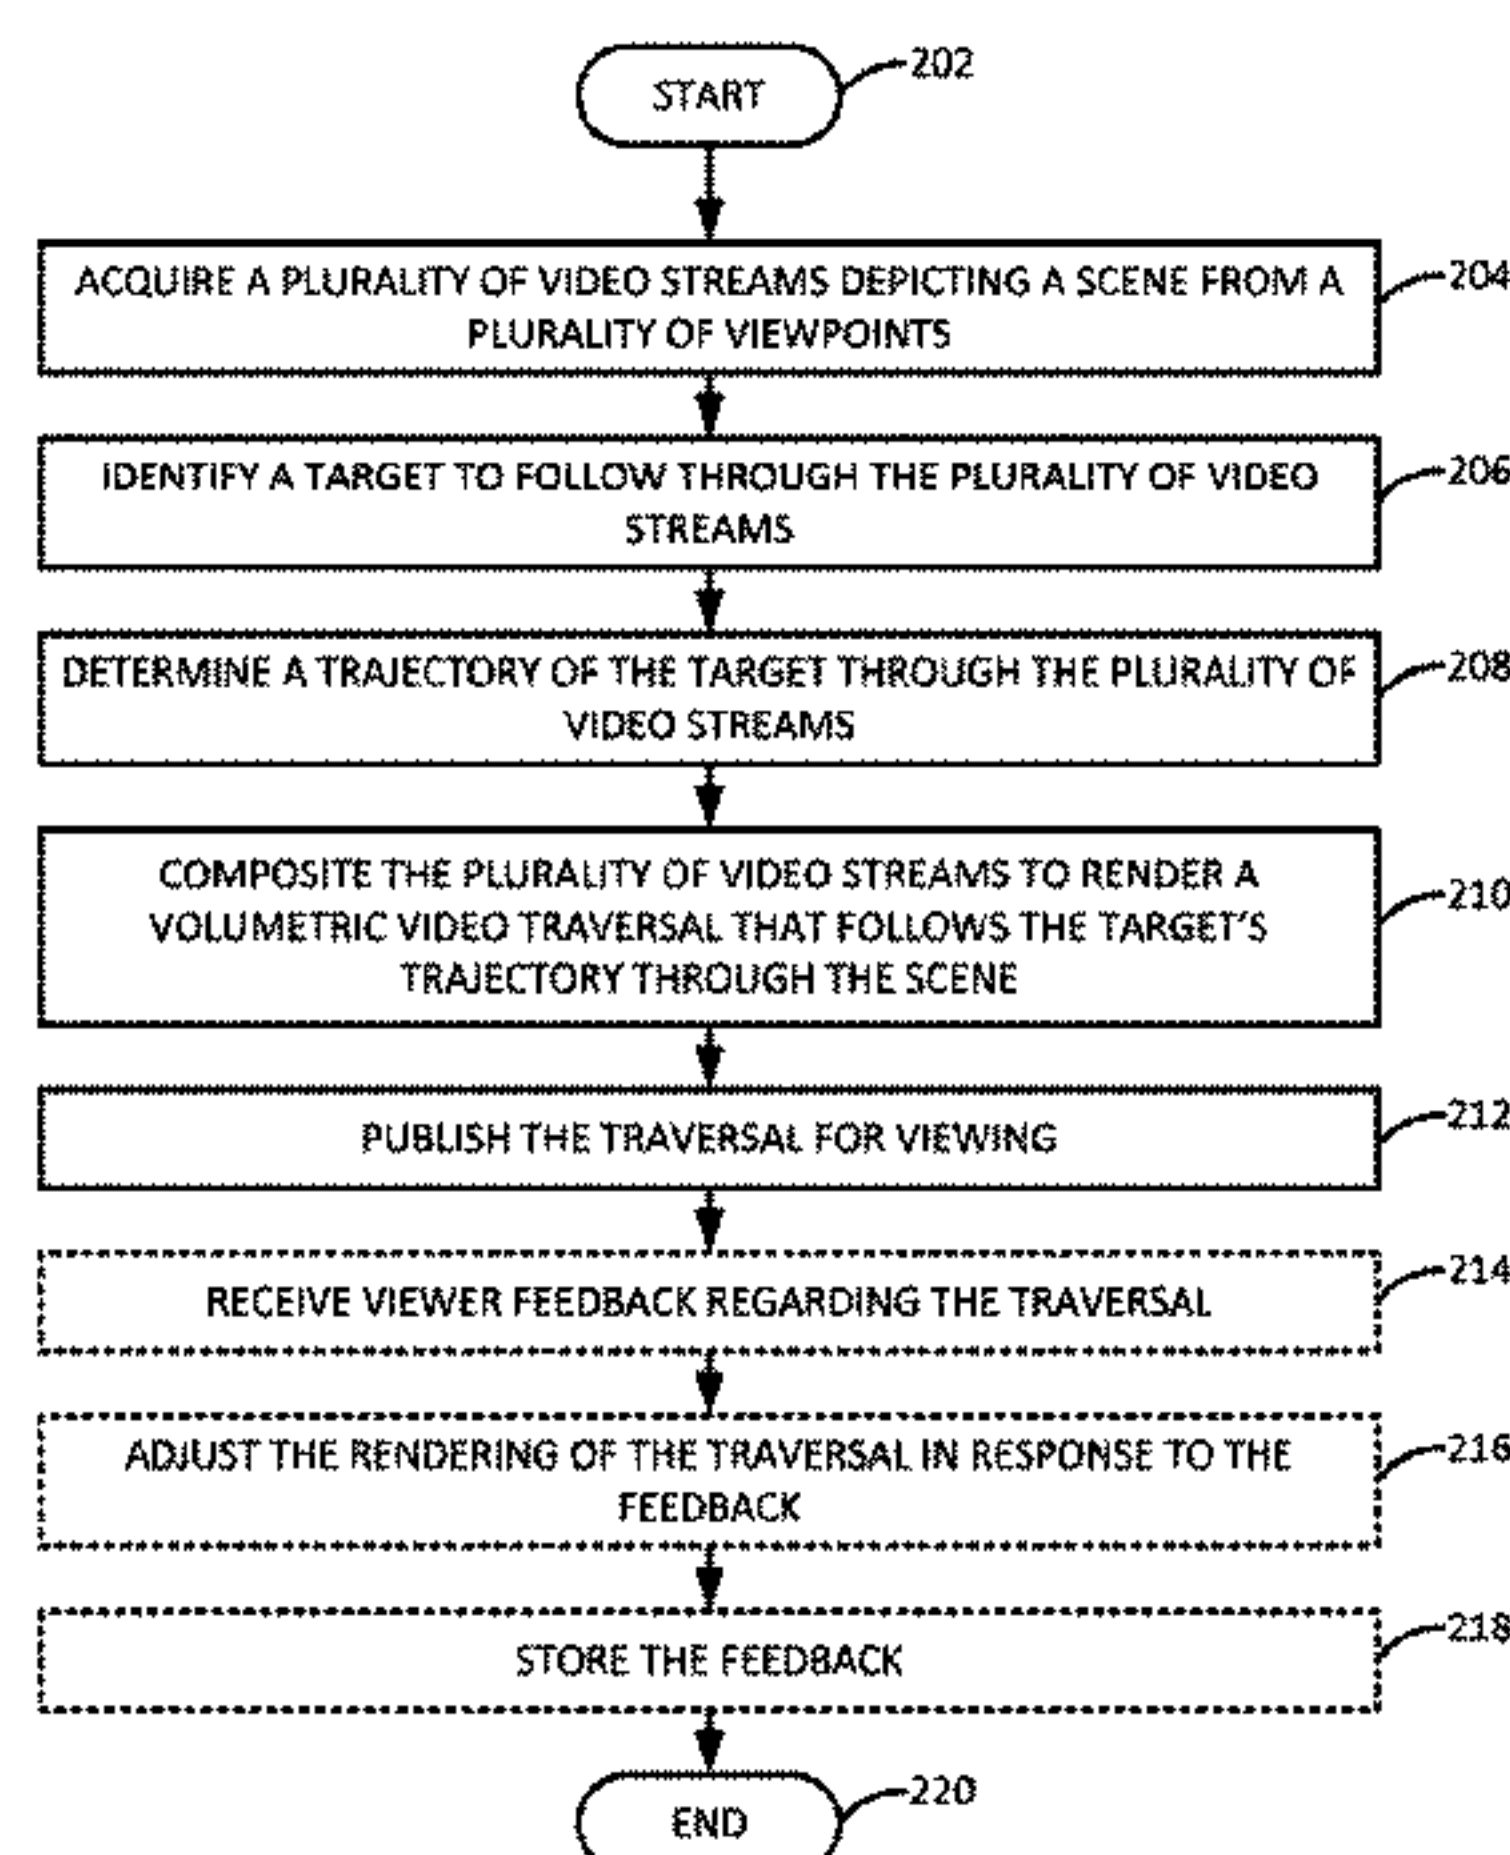 START
202
ACQUIRE A PLURALITY OF VIDEO STREAMS DEPICTING A SCENE FROM A
PLURALITY OF VIEWPOINTS
204
IDENTIFY A TARGET TO FOLLOW THROUGH THE PLURALITY OF VIDEO
STREAMS
206
DETERMINE A TRAJECTORY OF THE TARGET THROUGH THE PLURALITY OF
VIDEO STREAMS
208
COMPOSITE THE PLURALITY OF VIDEO STREAMS TO RENDER A
VOLUMETRIC VIDEO TRAVERSAL THAT FOLLOWS THE TARGET'S
TRAJECTORY THROUGH THE SCENE
210
PUBLISH THE TRAVERSAL FOR VIEWING
212
RECEIVE VIEWER FEEDBACK REGARDING THE TRAVERSAL
214
ADJUST THE RENDERING OF THE TRAVERSAL IN RESPONSE TO THE
FEEDBACK
216
STORE THE FEEDBACK
218
END
220